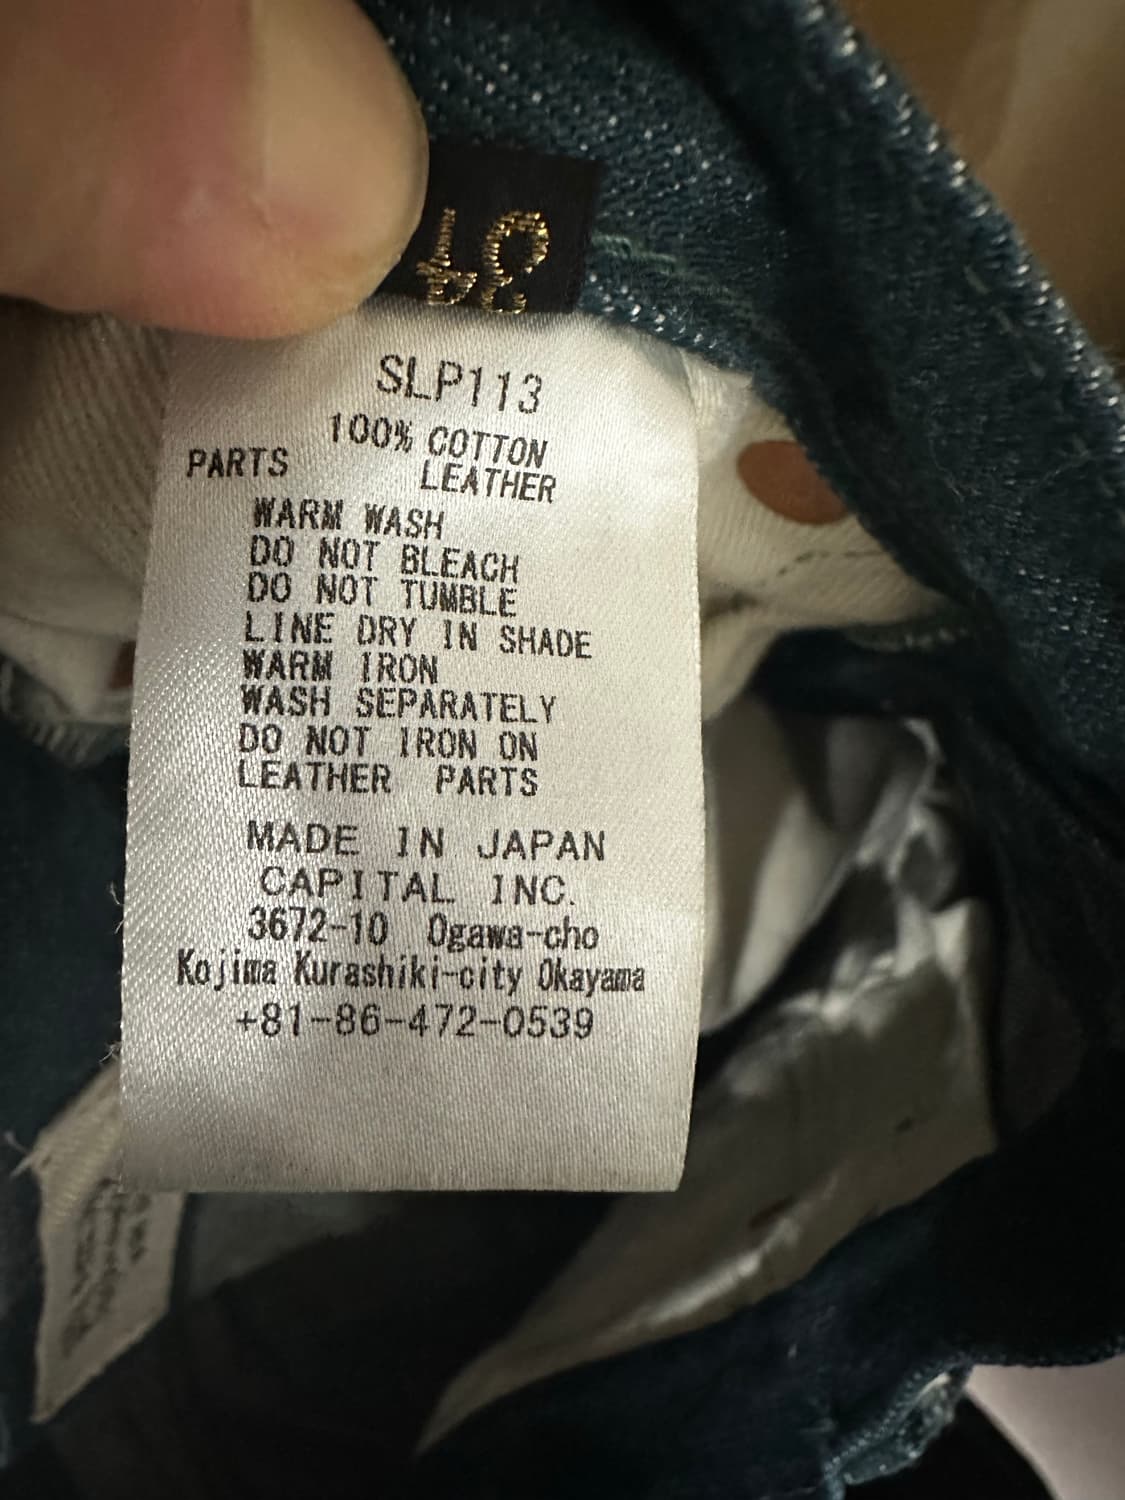 34
SLP113
100% COTTON
PARTS LEATHER
WARM WASH
DO NOT BLEACH
DO NOT TUMBLE
LINE DRY IN SHADE
WARM IRON
WASH SEPARATELY
DO NOT IRON ON
LEATHER PARTS
MADE IN JAPAN
CAPITAL INC.
3672-10 Ogawa-cho
Kojima Kurashiki-city Okayama
+81-86-472-0539